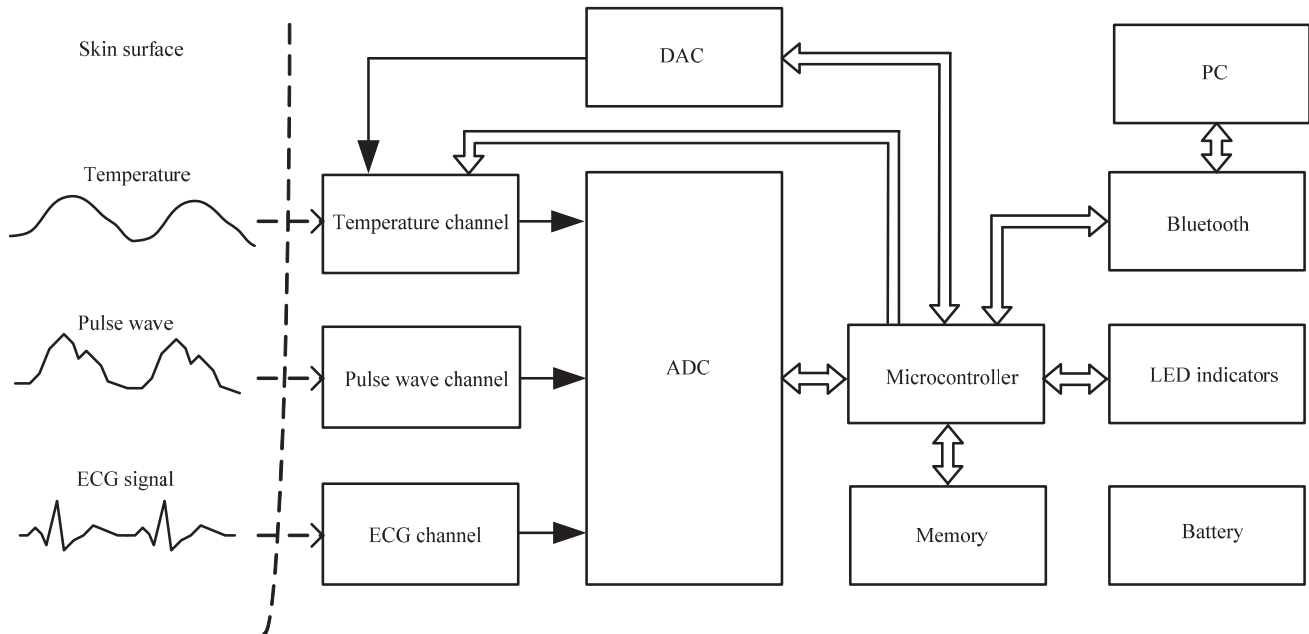 Skin surface
DAC
PC
Temperature
Temperature channel
Bluetooth
Pulse wave
Pulse wave channel
ADC
Microcontroller
LED indicators
ECG signal
ECG channel
Memory
Battery